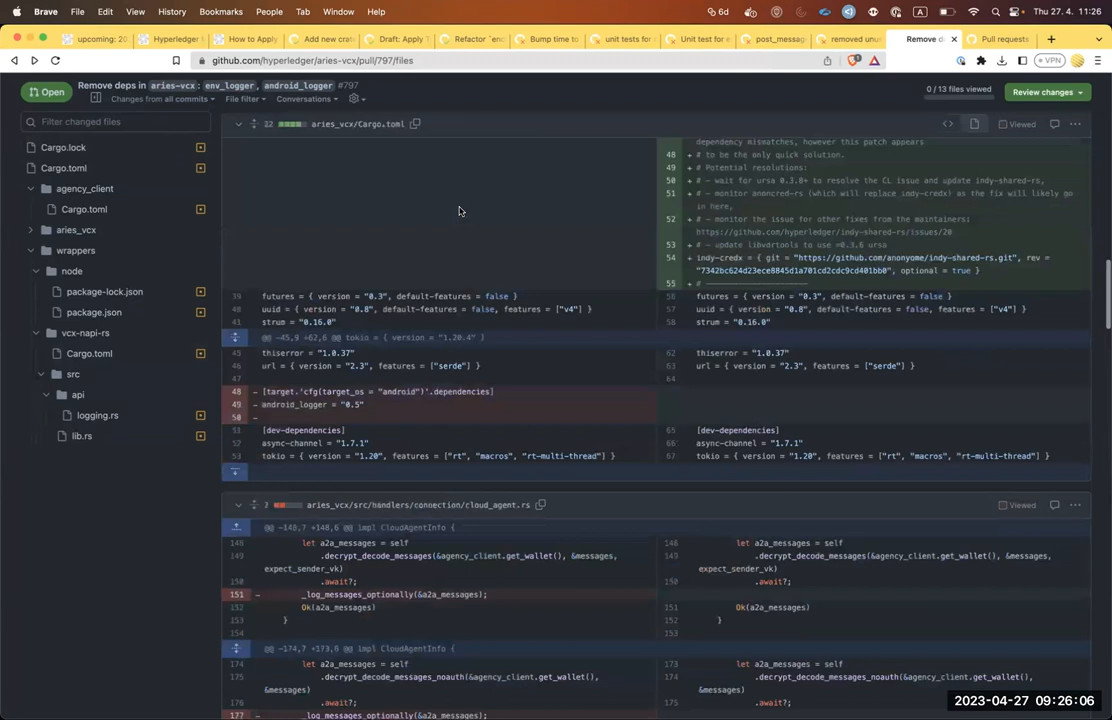 Brave File Edit View History Bookmarks People Tab Window Help 6d A Thu 27. 4. 11:26
upcoming: 20 Hyperledger How to Apply Add new crat Draft: Apply T Refactor `enc Bump time to unit tests for Unit test for e post_messag removed unus Remove d Pull requests
github.com/hyperledger/aries-vcx/pull/797/files VPN
Open Remove deps in aries-vcx : env_logger, android_logger #797
Changes from all commits File filter Conversations
0 / 13 files viewed Review changes
Filter changed files
Cargo.lock
Cargo.toml
agency_client
Cargo.toml
aries_vcx
wrappers
node
package-lock.json
package.json
vcx-napi-rs
Cargo.toml
src
api
logging.rs
lib.rs
22 aries_vcx/Cargo.toml Viewed
dependency mismatches, however this patch appears
48 + # to be the only quick solution.
49 + # Potential resolutions:
50 + # - wait for ursa 0.3.8+ to resolve the CL issue and update indy-shared-rs,
51 + # - monitor anoncred-rs (which will replace indy-credx) as the fix will likely go
in here,
52 + # - monitor the issue for other fixes from the maintainers:
https://github.com/hyperledger/indy-shared-rs/issues/20
53 + # - update libvdrtools to use =0.3.6 ursa
54 + indy-credx = { git = "https://github.com/anonyome/indy-shared-rs.git", rev =
"7342bc624d23ece8845d1a701cd2cdc9cd401bb0", optional = true }
55 + # ----------------------
39 futures = { version = "0.3", default-features = false } 56 futures = { version = "0.3", default-features = false }
40 uuid = { version = "0.8", default-features = false, features = ["v4"] } 57 uuid = { version = "0.8", default-features = false, features = ["v4"] }
41 strum = "0.16.0" 58 strum = "0.16.0"
@@ -45,9 +62,6 @@ tokio = { version = "1.20.4" }
45 thiserror = "1.0.37" 62 thiserror = "1.0.37"
46 url = { version = "2.3", features = ["serde"] } 63 url = { version = "2.3", features = ["serde"] }
47 64
48 - [target.'cfg(target_os = "android")'.dependencies]
49 - android_logger = "0.5"
50 -
51 [dev-dependencies] 65 [dev-dependencies]
52 async-channel = "1.7.1" 66 async-channel = "1.7.1"
53 tokio = { version = "1.20", features = ["rt", "macros", "rt-multi-thread"] } 67 tokio = { version = "1.20", features = ["rt", "macros", "rt-multi-thread"] }
7 aries_vcx/src/handlers/connection/cloud_agent.rs Viewed
@@ -148,7 +148,6 @@ impl CloudAgentInfo {
148 let a2a_messages = self 148 let a2a_messages = self
149 .decrypt_decode_messages(&agency_client.get_wallet(), &messages, 149 .decrypt_decode_messages(&agency_client.get_wallet(), &messages,
expect_sender_vk) expect_sender_vk)
150 .await?; 150 .await?;
151 - _log_messages_optionally(&a2a_messages);
152 Ok(a2a_messages) 151 Ok(a2a_messages)
153 } 152 }
154 153
@@ -174,7 +173,6 @@ impl CloudAgentInfo {
174 let a2a_messages = self 173 let a2a_messages = self
175 .decrypt_decode_messages_noauth(&agency_client.get_wallet(), 174 .decrypt_decode_messages_noauth(&agency_client.get_wallet(),
&messages) &messages)
176 .await?; 175 .await?;
177 - _log_messages_optionally(&a2a_messages);
2023-04-27 09:26:06